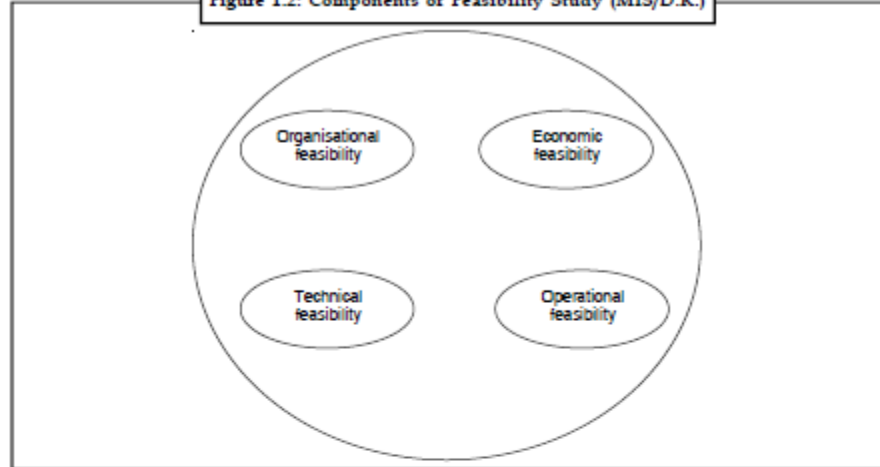 Figure 1.2: Components of Feasibility Study (MIS/D.K.)
Organisational
feasibility
Economic
feasibility
Technical
feasibility
Operational
feasibility